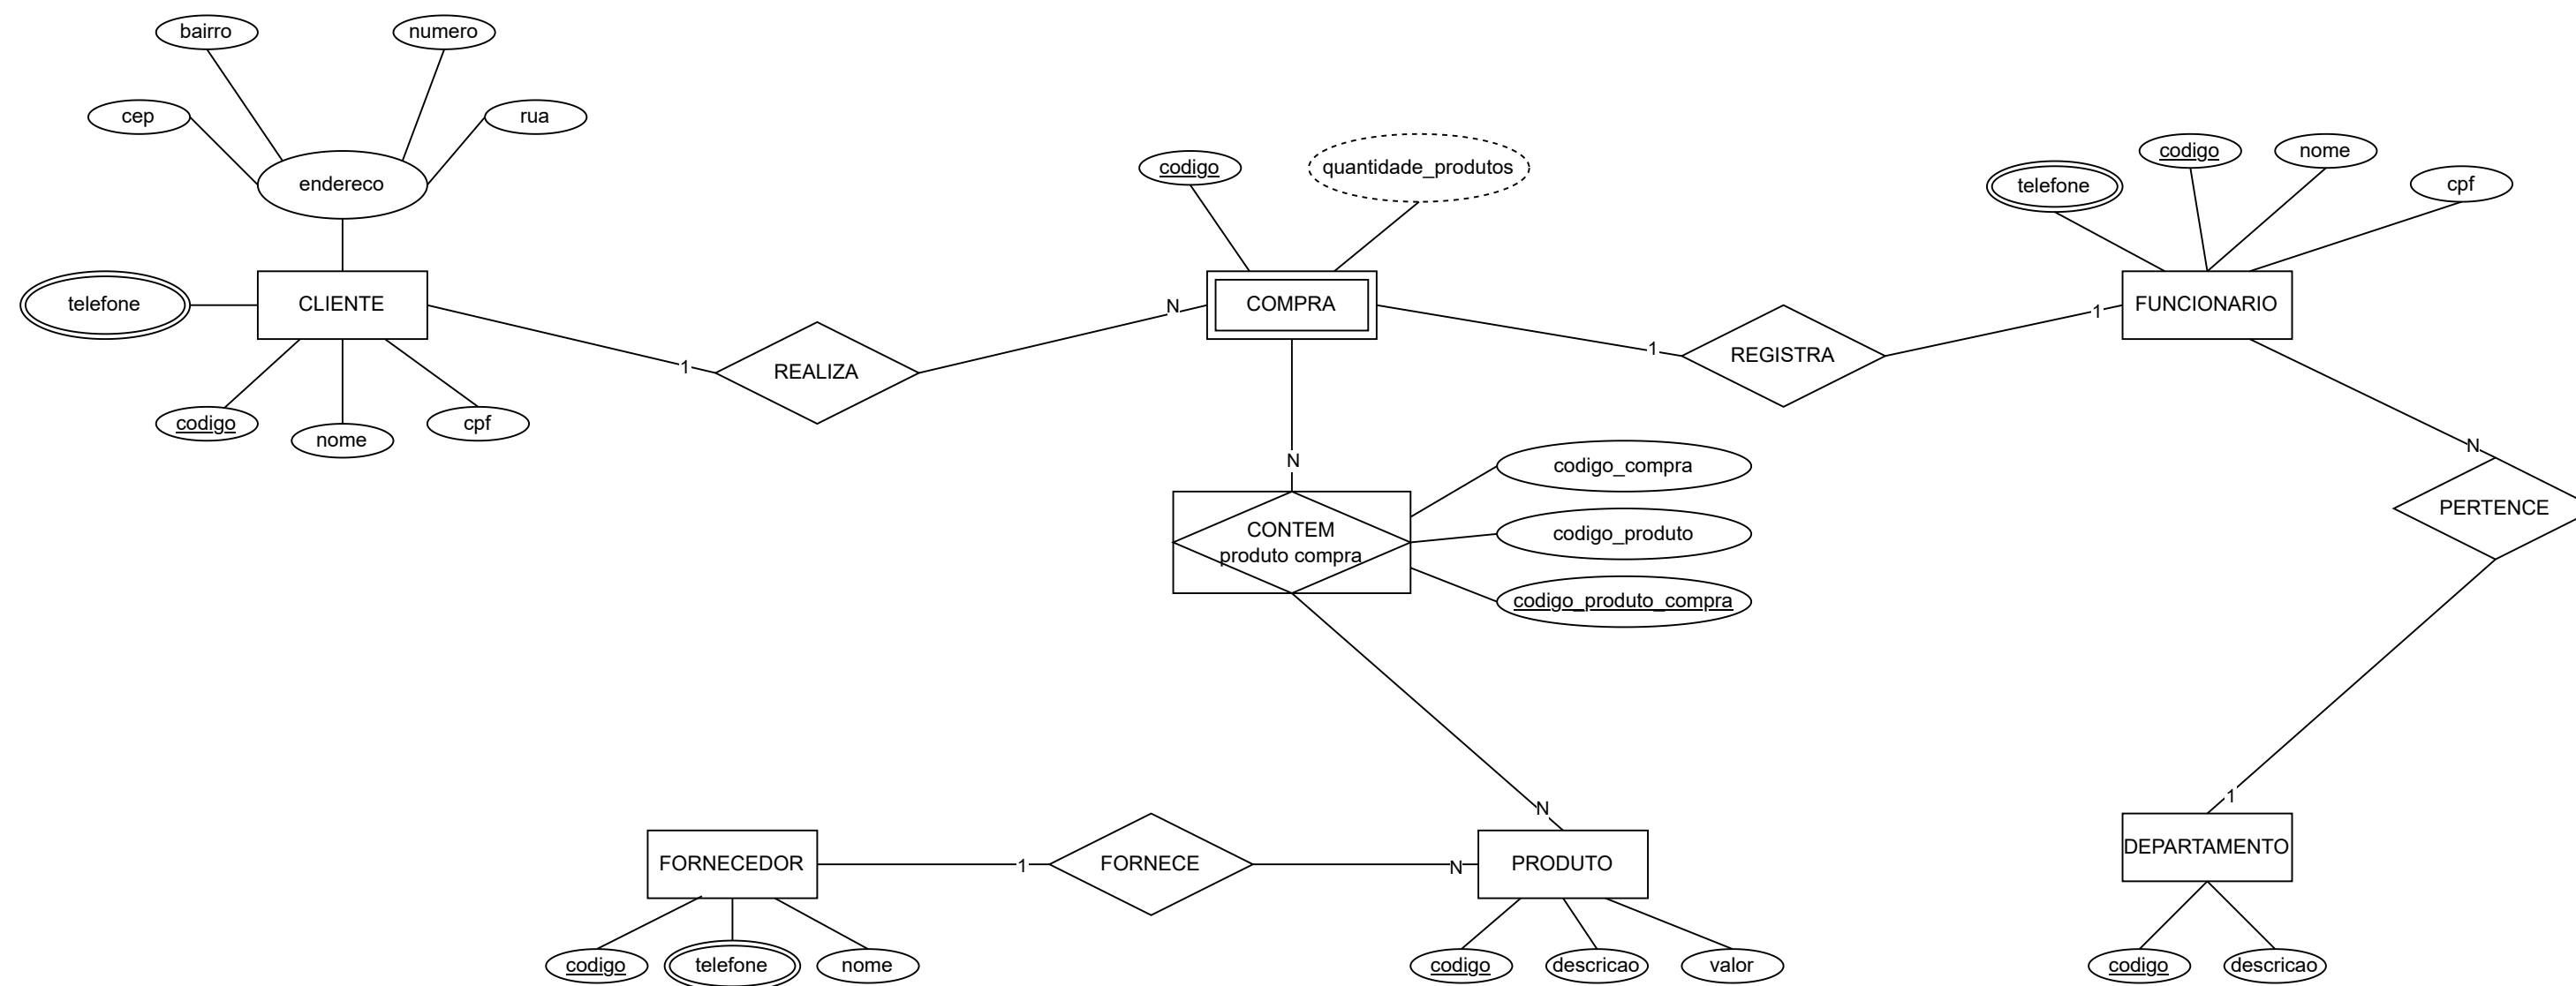 bairro
numero
cep
rua
endereco
codigo
quantidade_produtos
telefone
codigo
nome
cpf
telefone
CLIENTE
N
COMPRA
1
FUNCIONARIO
1
REALIZA
1
REGISTRA
codigo
nome
cpf
N
codigo_compra
N
CONTEM
produto compra
codigo_produto
codigo_produto_compra
PERTENCE
N
1
FORNECEDOR
1
FORNECE
N
PRODUTO
DEPARTAMENTO
codigo
telefone
nome
codigo
descricao
valor
codigo
descricao